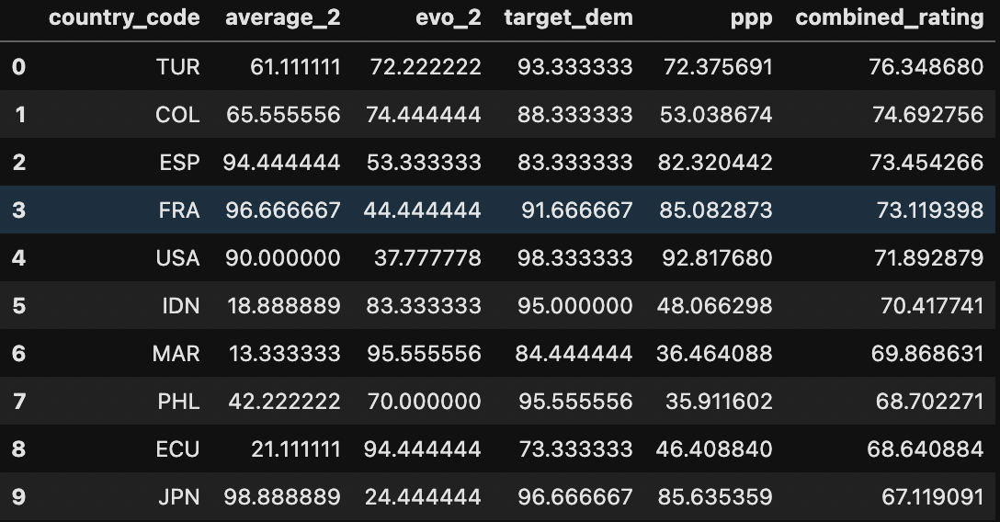 country_code average_2 evo_2 target_dem ppp combined_rating
0 TUR 61.111111 72.222222 93.333333 72.375691 76.348680
1 COL 65.555556 74.444444 88.333333 53.038674 74.692756
2 ESP 94.444444 53.333333 83.333333 82.320442 73.454266
3 FRA 96.666667 44.444444 91.666667 85.082873 73.119398
4 USA 90.000000 37.777778 98.333333 92.817680 71.892879
5 IDN 18.888889 83.333333 95.000000 48.066298 70.417741
6 MAR 13.333333 95.555556 84.444444 36.464088 69.868631
7 PHL 42.222222 70.000000 95.555556 35.911602 68.702271
8 ECU 21.111111 94.444444 73.333333 46.408840 68.640884
9 JPN 98.888889 24.444444 96.666667 85.635359 67.119091